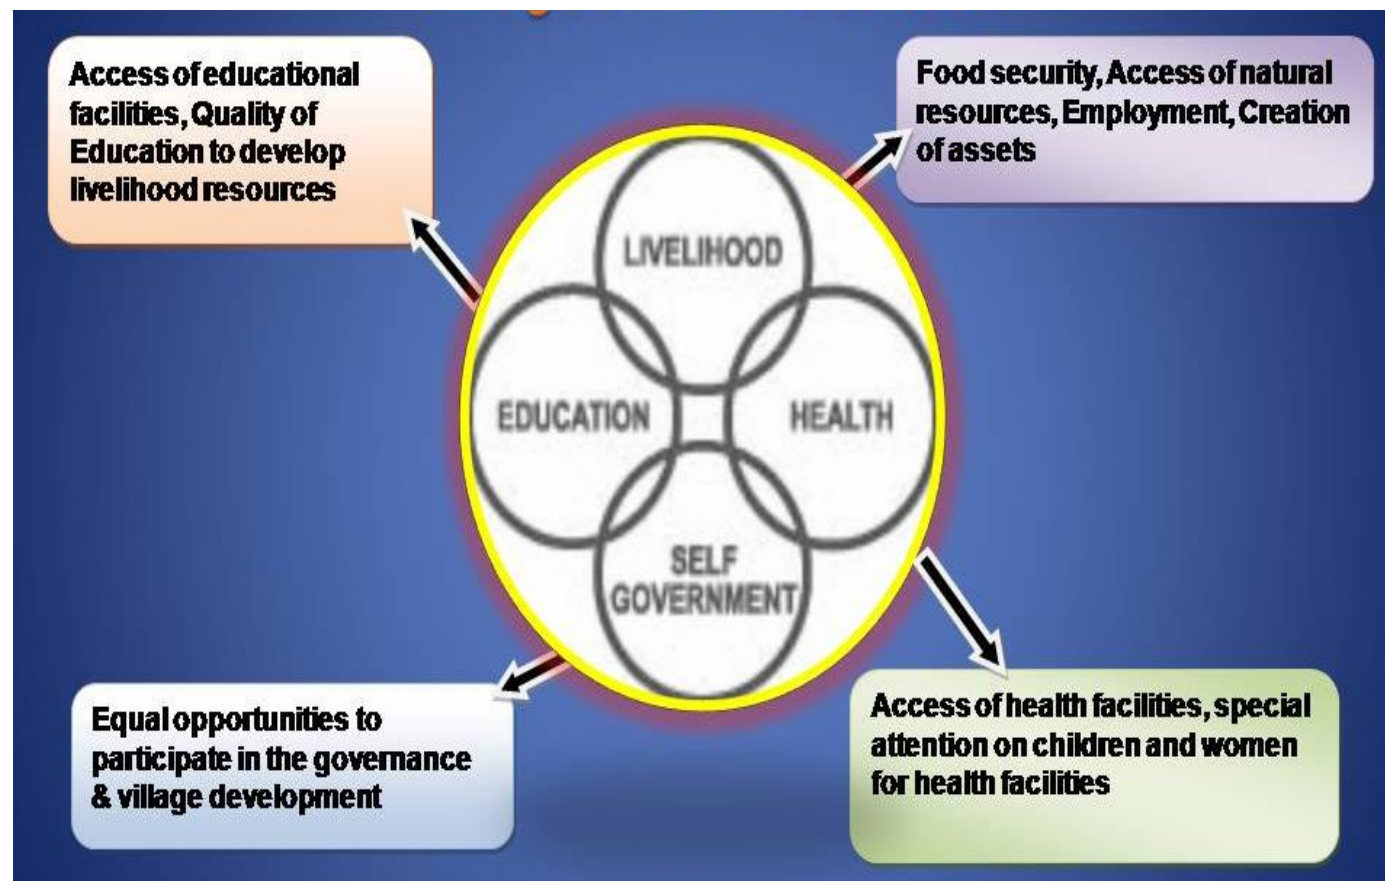 Access of educational
facilities, Quality of
Education to develop
livelihood resources
Food security, Access of natural
resources, Employment, Creation
of assets
LIVELIHOOD
EDUCATION
HEALTH
SELF
GOVERNMENT
Equal opportunities to
participate in the governance
& village development
Access of health facilities, special
attention on children and women
for health facilities